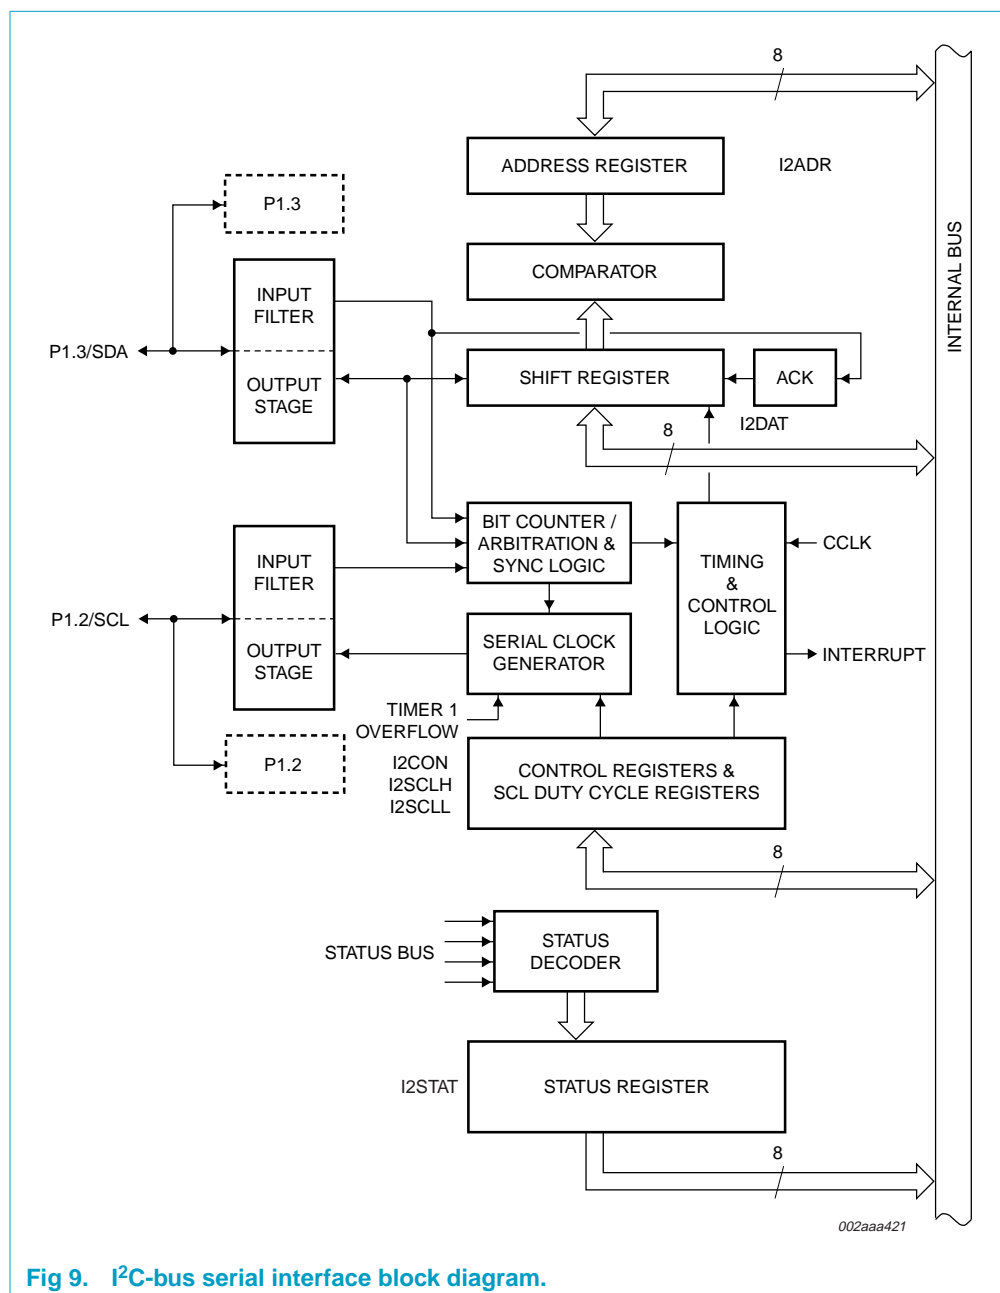 8
ADDRESS REGISTER
I2ADR
P1.3
INTERNAL BUS
COMPARATOR
INPUT
FILTER
P1.3/SDA
OUTPUT
STAGE
SHIFT REGISTER
ACK
I2DAT
8
BIT COUNTER /
ARBITRATION &
SYNC LOGIC
CCLK
INPUT
FILTER
TIMING
&
CONTROL
LOGIC
P1.2/SCL
OUTPUT
STAGE
SERIAL CLOCK
GENERATOR
INTERRUPT
TIMER 1
OVERFLOW
P1.2
I2CON
I2SCLH
I2SCLL
CONTROL REGISTERS &
SCL DUTY CYCLE REGISTERS
8
STATUS BUS
STATUS
DECODER
I2STAT
STATUS REGISTER
8
002aaa421
Fig 9. I²C-bus serial interface block diagram.